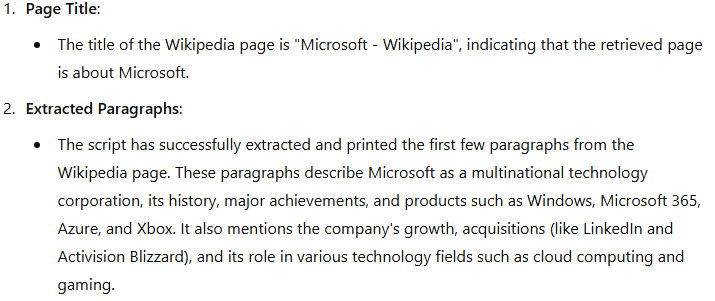 1. Page Title:
• The title of the Wikipedia page is "Microsoft - Wikipedia", indicating that the retrieved page
is about Microsoft.
2. Extracted Paragraphs:
• The script has successfully extracted and printed the first few paragraphs from the
Wikipedia page. These paragraphs describe Microsoft as a multinational technology
corporation, its history, major achievements, and products such as Windows, Microsoft 365,
Azure, and Xbox. It also mentions the company's growth, acquisitions (like LinkedIn and
Activision Blizzard), and its role in various technology fields such as cloud computing and
gaming.